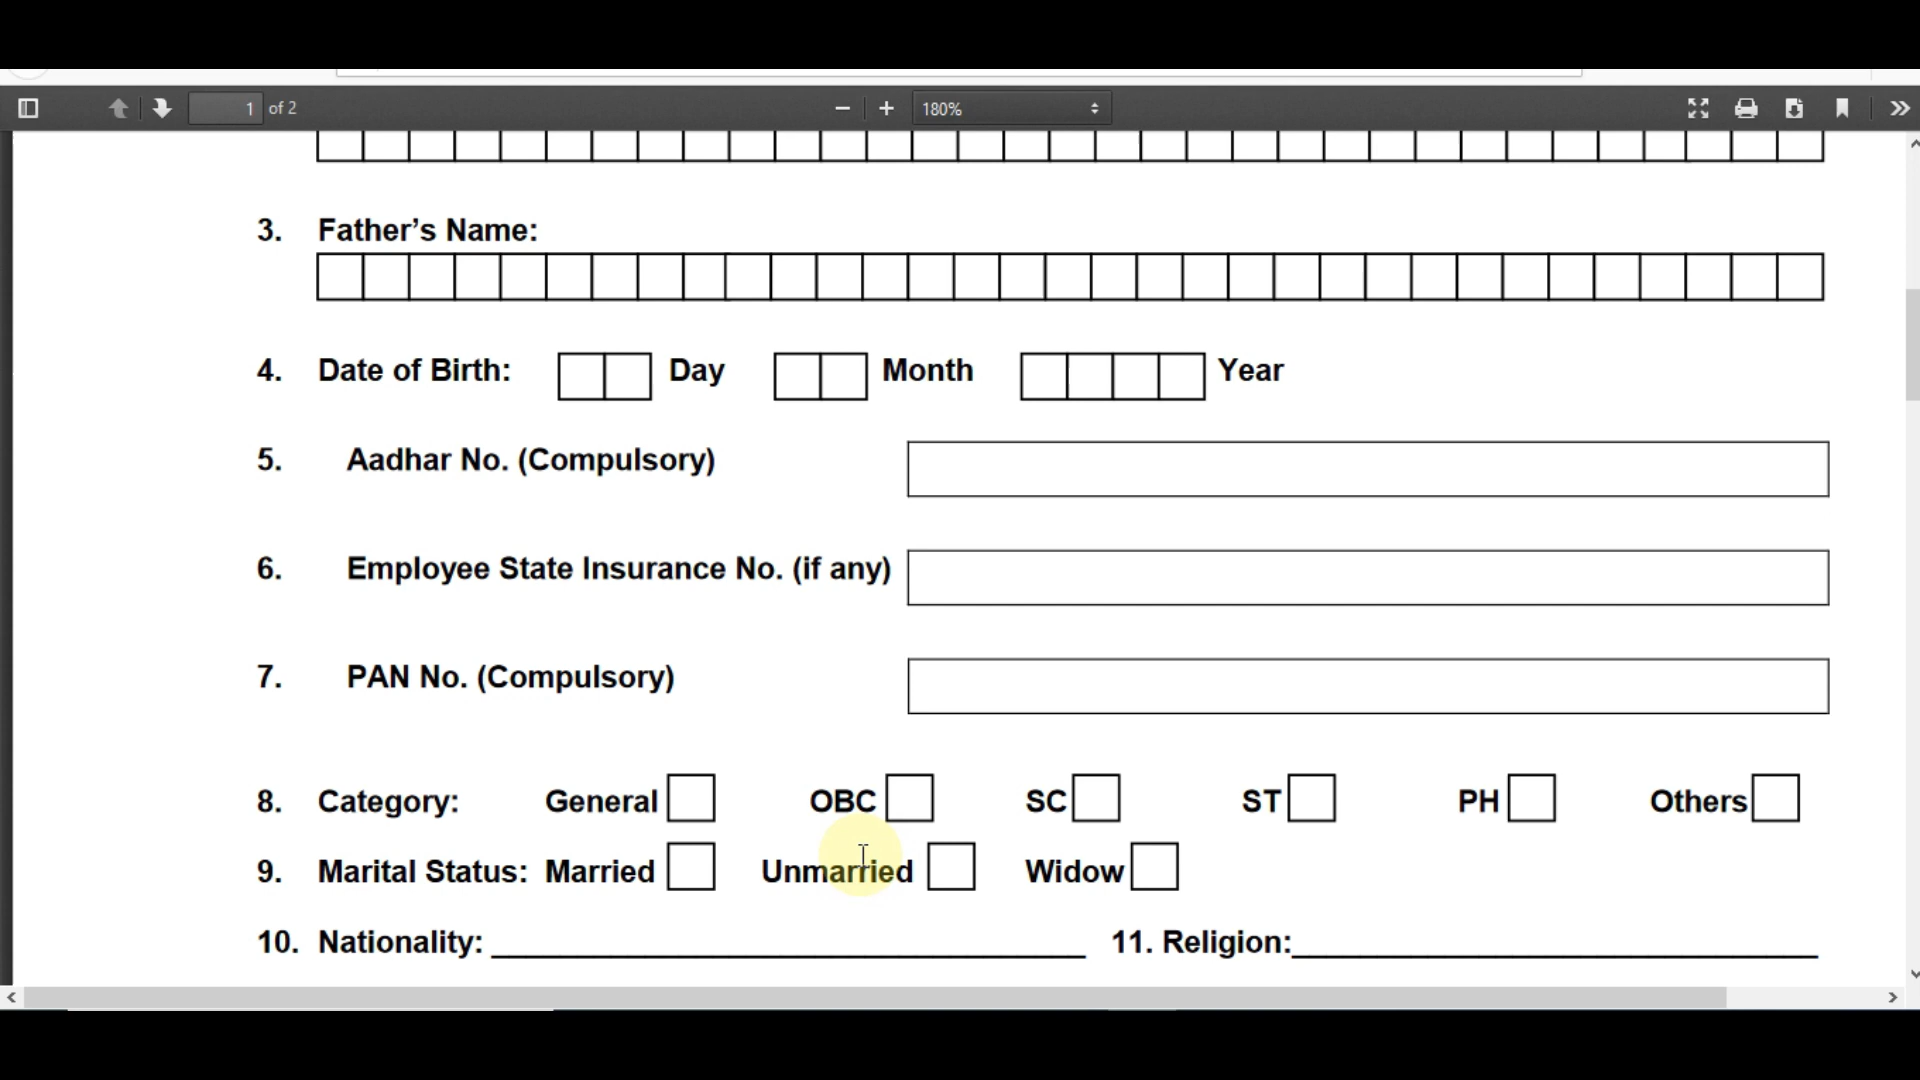 1 of 2 180%
3. Father’s Name:
4. Date of Birth: Day Month Year
5. Aadhar No. (Compulsory)
6. Employee State Insurance No. (if any)
7. PAN No. (Compulsory)
8. Category: General OBC SC ST PH Others
9. Marital Status: Married Unmarried Widow
10. Nationality: 11. Religion: